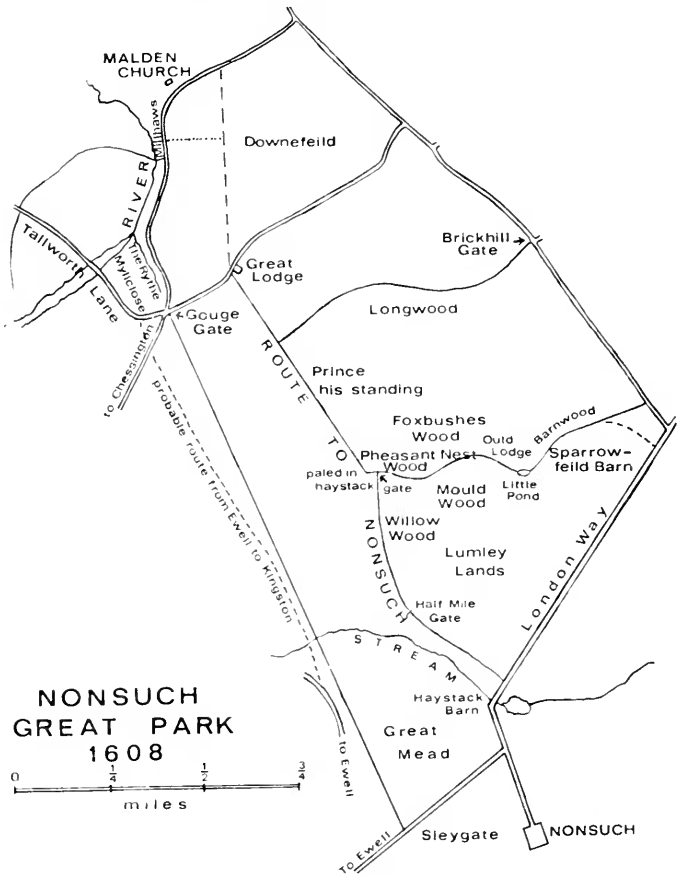 MALDEN
CHURCH
Millhaws
Downefeild
RIVER
Tallworth Lane
The Rythe
Myllclose
Great
Lodge
Brickhill
Gate
Gouge
Gate
Longwood
to Chessington
ROUTE TO NONSUCH
Prince
his standing
Foxbushes
Wood
Barnwood
Ould
Lodge
Pheasant Nest
Wood
Sparrow-
feild Barn
paled in
haystack
gate
Little
Pond
Mould
Wood
Willow
Wood
Lumley
Lands
probable route from Ewell to Kingston
London Way
Half Mile
Gate
STREAM
Haystack
Barn
Great
Mead
to Ewell
NONSUCH
GREAT PARK
1608
0 1/4 1/2 3/4
miles
Sleygate
NONSUCH
To Ewell